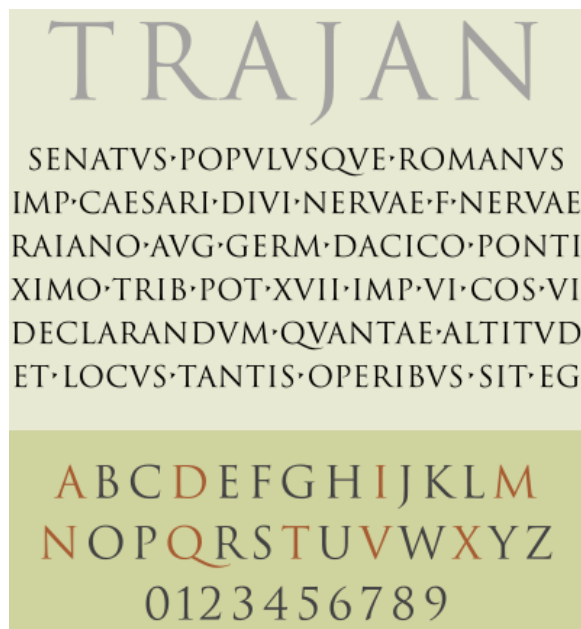 TRAJAN
SENATVS·POPVLVSQVE·ROMANVS
IMP·CAESARI·DIVI·NERVAE·F·NERVAE
RAIANO·AVG·GERM·DACICO·PONTI
XIMO·TRIB·POT·XVII·IMP·VI·COS·VI
DECLARANDVM·QVANTAE·ALTITVD
ET·LOCVS·TANTIS·OPERIBVS·SIT·EG
ABCDEFGHIJKLM
NOPQRSTUVWXYZ
0123456789